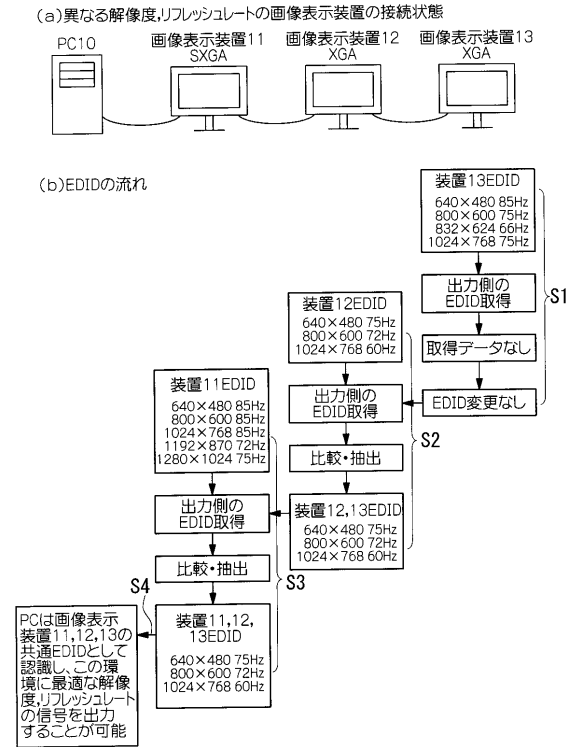 (a)異なる解像度,リフレッシュレートの画像表示装置の接続状態
PC10
画像表示装置11
SXGA
画像表示装置12
XGA
画像表示装置13
XGA
(b)EDIDの流れ
装置13EDID
640×480 85Hz
800×600 75Hz
832×624 66Hz
1024×768 75Hz
出力側の
EDID取得
取得データなし
EDID変更なし
S1
装置12EDID
640×480 75Hz
800×600 72Hz
1024×768 60Hz
出力側の
EDID取得
比較・抽出
装置12,13EDID
640×480 75Hz
800×600 72Hz
1024×768 60Hz
S2
装置11EDID
640×480 85Hz
800×600 85Hz
1024×768 85Hz
1192×870 72Hz
1280×1024 75Hz
出力側の
EDID取得
比較・抽出
装置11,12,
13EDID
640×480 75Hz
800×600 72Hz
1024×768 60Hz
S3
S4
PCは画像表示
装置11,12,13の
共通EDIDとして
認識し、この環
境に最適な解像
度,リフレッシュレート
の信号を出力
することが可能